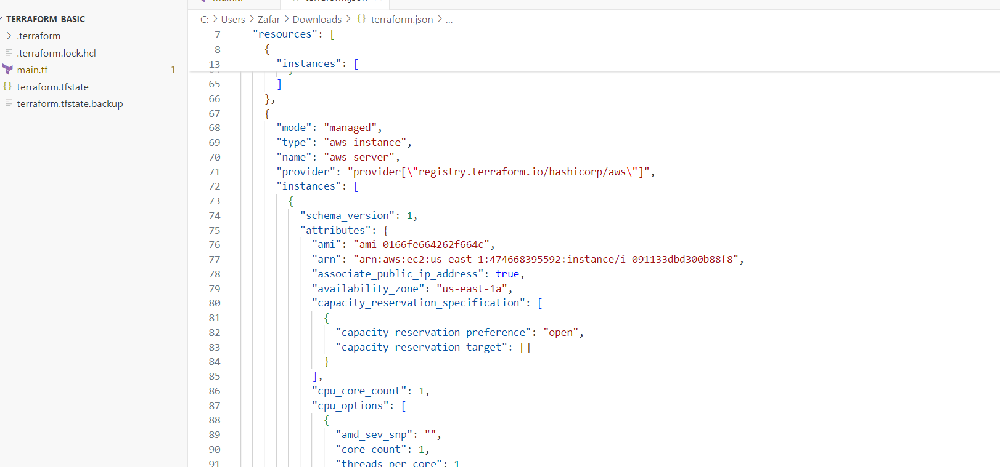 TERRAFORM_BASIC
.terraform
.terraform.lock.hcl
main.tf 1
terraform.tfstate
terraform.tfstate.backup
C: > Users > Zafar > Downloads > {} terraform.json > ...
7 "resources": [
8 {
13 "instances": [
65 ]
66 },
67 {
68 "mode": "managed",
69 "type": "aws_instance",
70 "name": "aws-server",
71 "provider": "provider[\"registry.terraform.io/hashicorp/aws\"]",
72 "instances": [
73 {
74 "schema_version": 1,
75 "attributes": {
76 "ami": "ami-0166fe664262f664c",
77 "arn": "arn:aws:ec2:us-east-1:474668395592:instance/i-091133dbd300b88f8",
78 "associate_public_ip_address": true,
79 "availability_zone": "us-east-1a",
80 "capacity_reservation_specification": [
81 {
82 "capacity_reservation_preference": "open",
83 "capacity_reservation_target": []
84 }
85 ],
86 "cpu_core_count": 1,
87 "cpu_options": [
88 {
89 "amd_sev_snp": "",
90 "core_count": 1,
91 "threads_per_core": 1